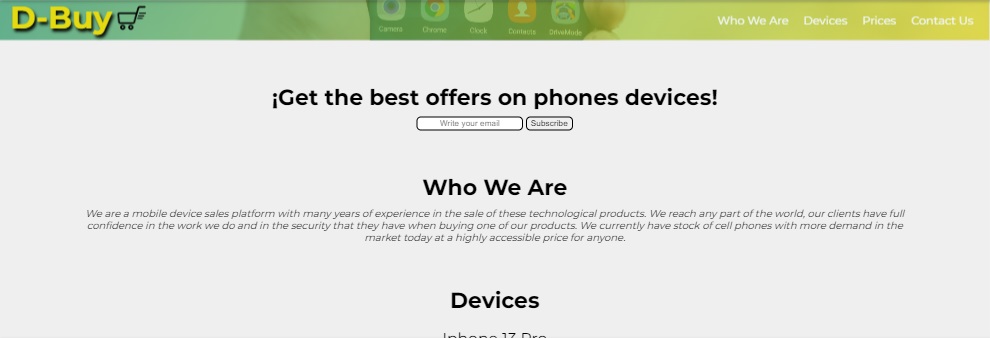 D-Buy
Camera Chrome Clock Contacts DriveMode
Who We Are Devices Prices Contact Us
¡Get the best offers on phones devices!
Write your email Subscribe
Who We Are
We are a mobile device sales platform with many years of experience in the sale of these technological products. We reach any part of the world, our clients have full
confidence in the work we do and in the security that they have when buying one of our products. We currently have stock of cell phones with more demand in the
market today at a highly accessible price for anyone.
Devices
Iphone 13 Pro